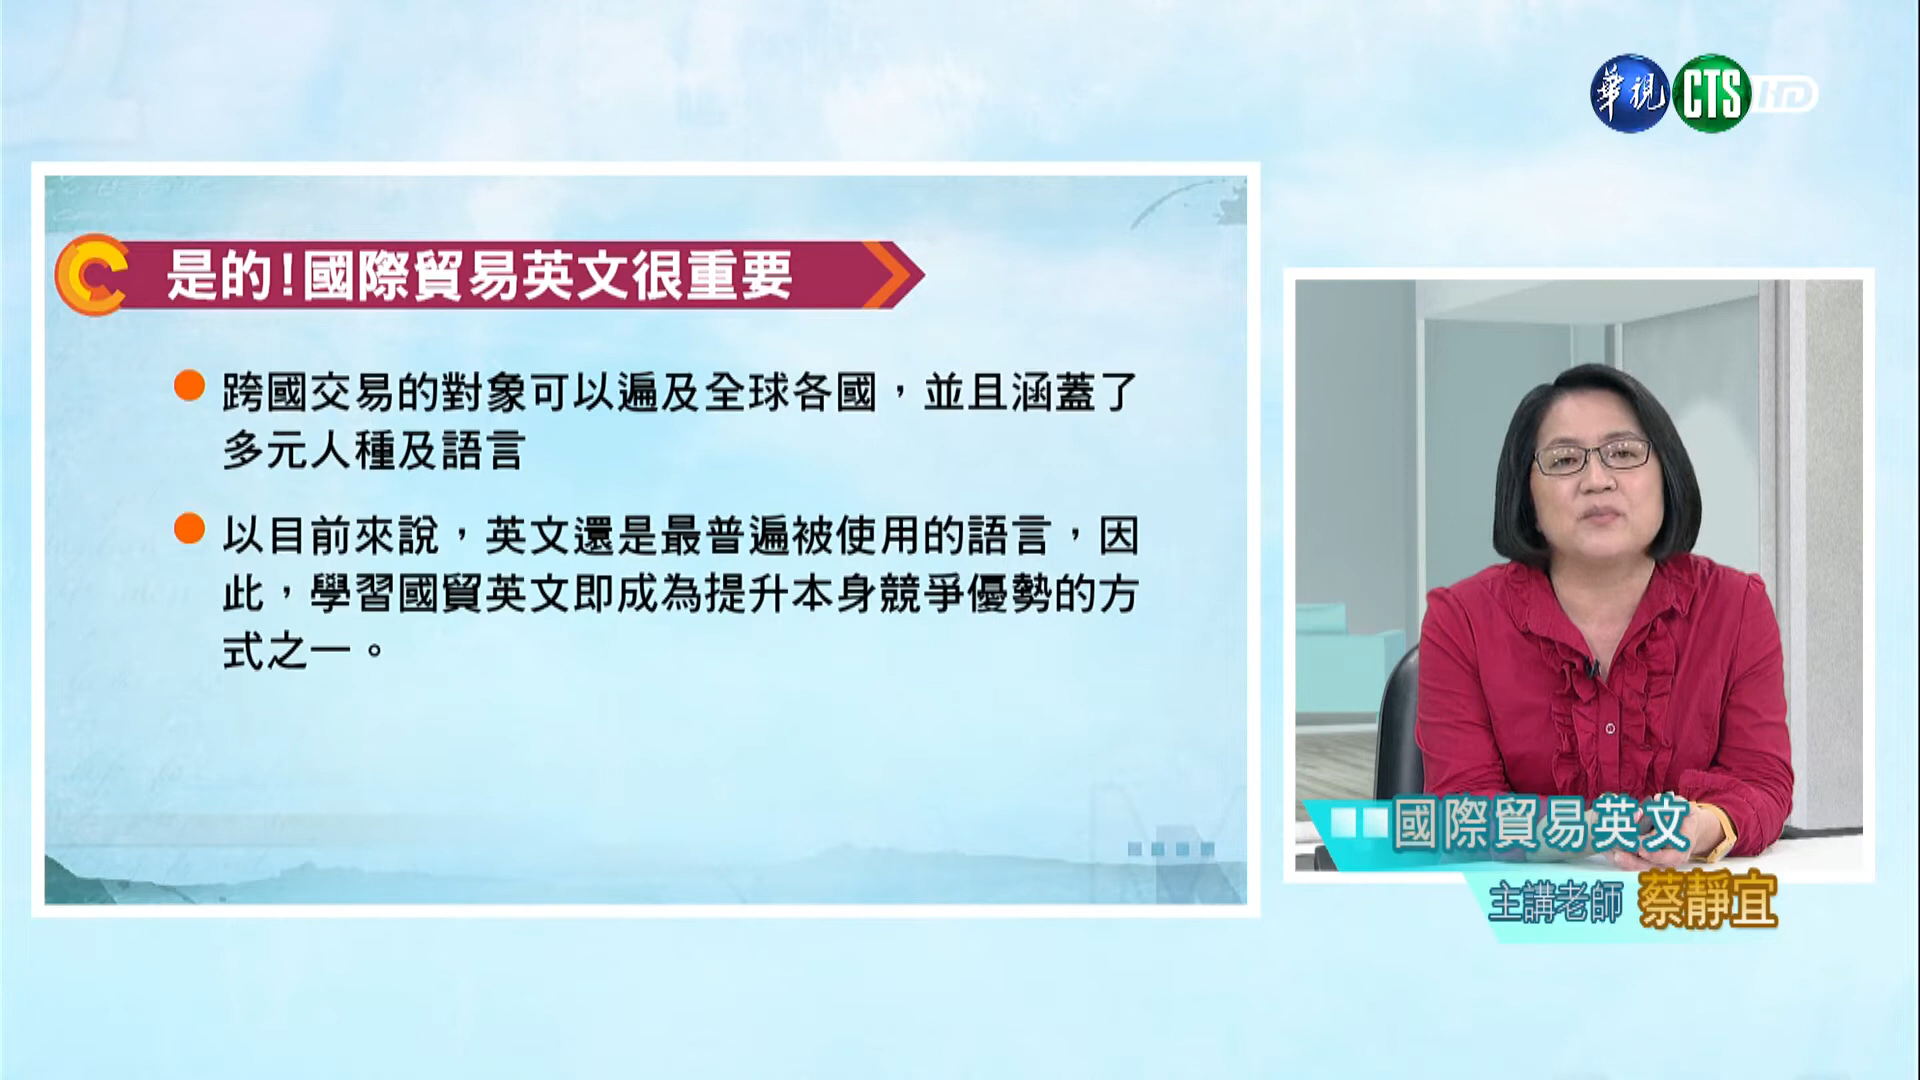 華視 CTS HD
是的!國際貿易英文很重要
跨國交易的對象可以遍及全球各國，並且涵蓋了
多元人種及語言
以目前來說，英文還是最普遍被使用的語言，因
此，學習國貿英文即成為提升本身競爭優勢的方
式之一。
國際貿易英文
主講老師 蔡靜宜